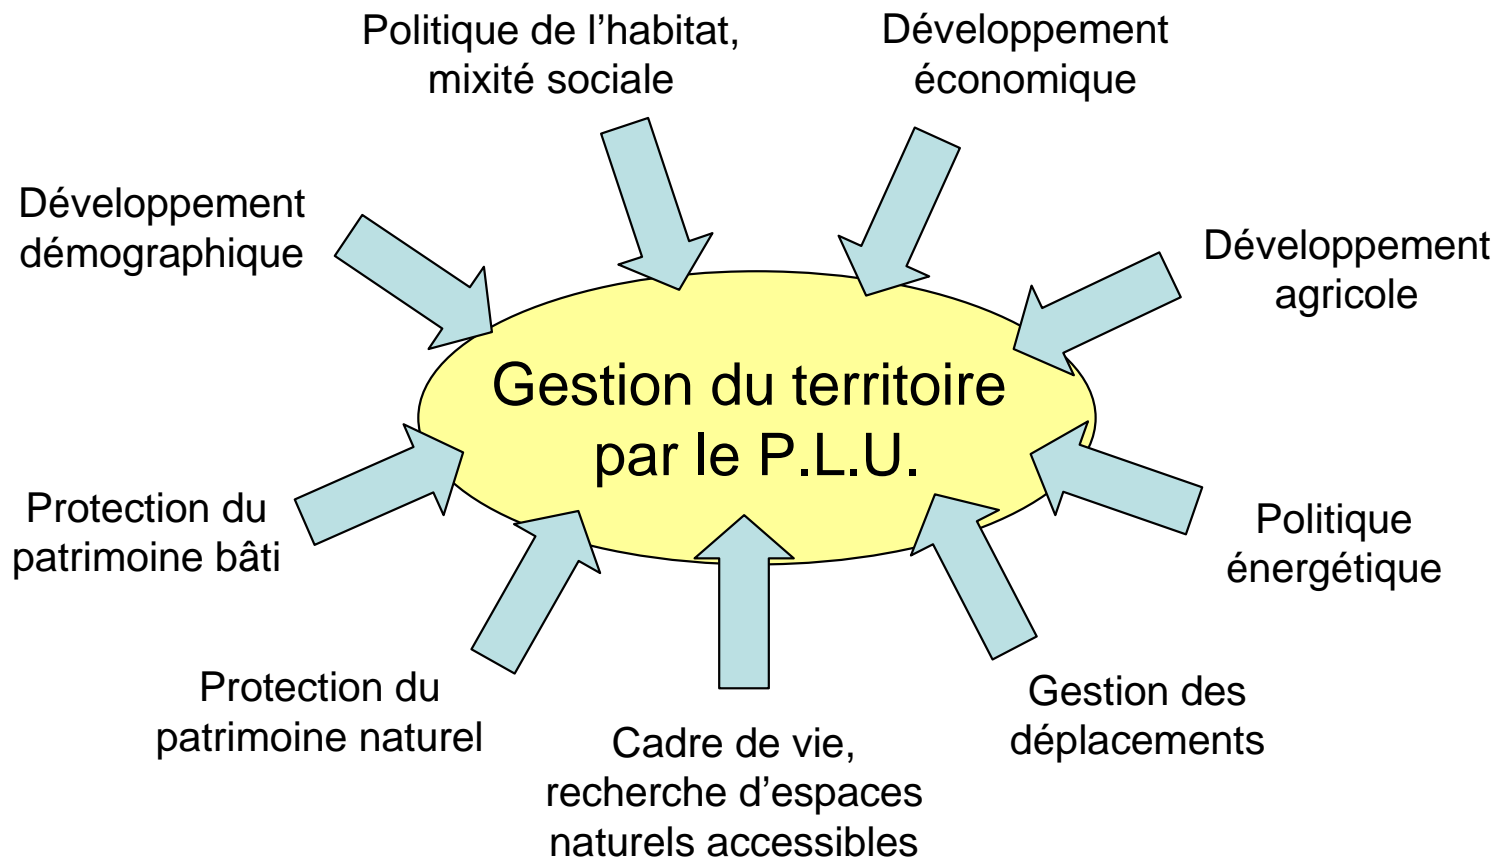 Politique de l’habitat,
mixité sociale
Développement
économique
Développement
démographique
Développement
agricole
Gestion du territoire
par le P.L.U.
Protection du
patrimoine bâti
Politique
énergétique
Protection du
patrimoine naturel
Gestion des
déplacements
Cadre de vie,
recherche d’espaces
naturels accessibles